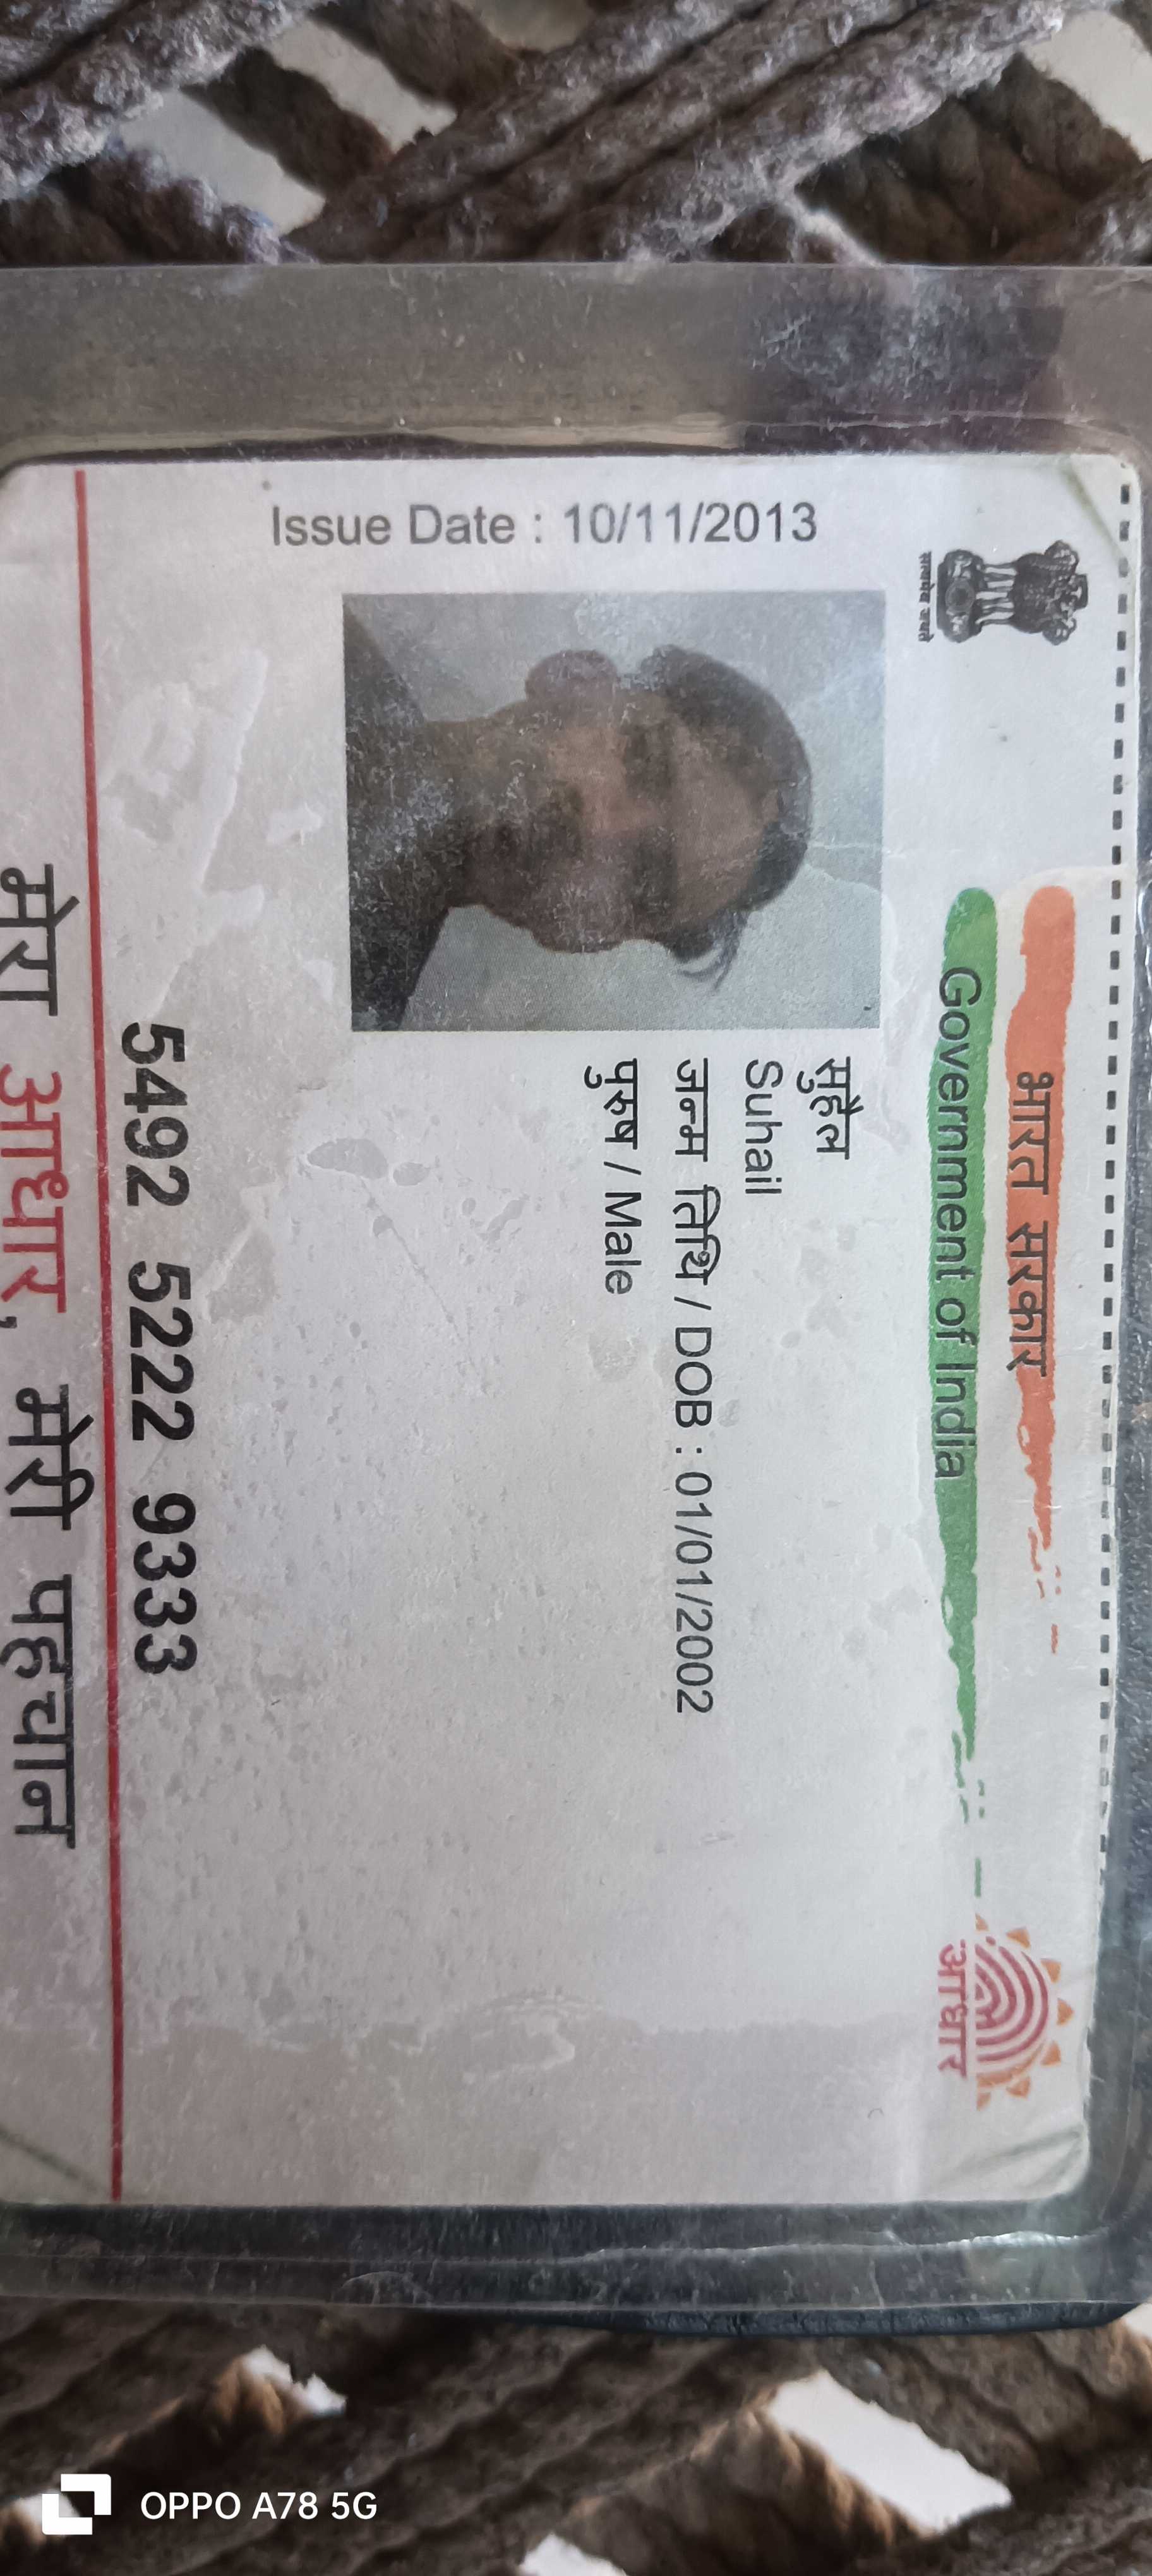 भारत सरकार
Government of India
सत्यमेव जयते
आधार
Issue Date : 10/11/2013
सुहैल
Suhail
जन्म तिथि / DOB : 01/01/2002
पुरुष / Male
5492 5222 9333
मेरा आधार, मेरी पहचान
OPPO A78 5G